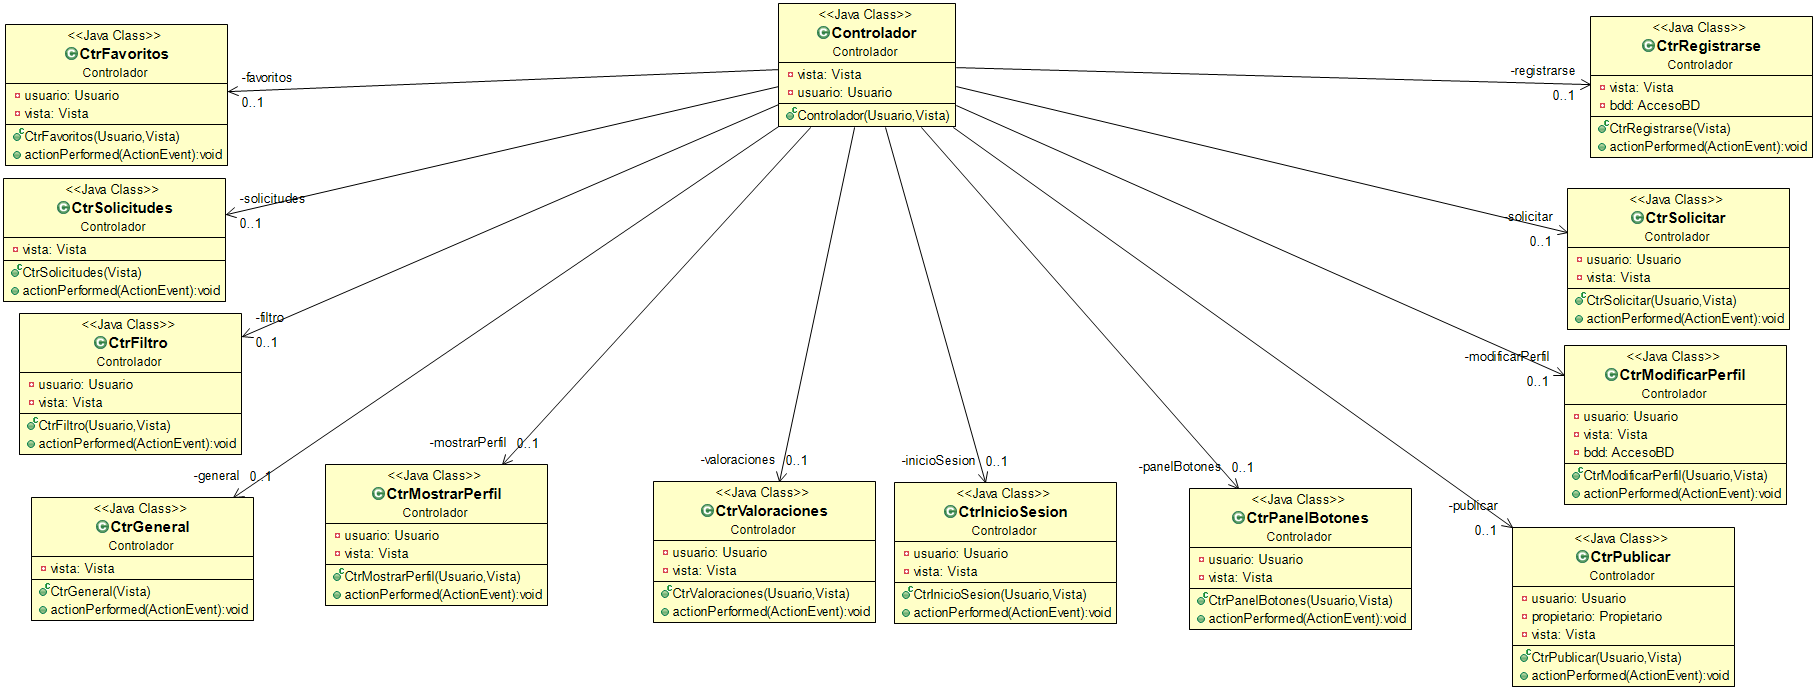 <<Java Class>>
CtrFavoritos
Controlador
usuario: Usuario
vista: Vista
CtrFavoritos(Usuario,Vista)
actionPerformed(ActionEvent):void
<<Java Class>>
Controlador
Controlador
vista: Vista
usuario: Usuario
Controlador(Usuario,Vista)
<<Java Class>>
CtrRegistrarse
Controlador
vista: Vista
bdd: AccesoBD
CtrRegistrarse(Vista)
actionPerformed(ActionEvent):void
-favoritos
0..1
-registrarse
0..1
<<Java Class>>
CtrSolicitudes
Controlador
vista: Vista
CtrSolicitudes(Vista)
actionPerformed(ActionEvent):void
-solicitudes
0..1
-solicitar
0..1
<<Java Class>>
CtrSolicitar
Controlador
usuario: Usuario
vista: Vista
CtrSolicitar(Usuario,Vista)
actionPerformed(ActionEvent):void
<<Java Class>>
CtrFiltro
Controlador
usuario: Usuario
vista: Vista
CtrFiltro(Usuario,Vista)
actionPerformed(ActionEvent):void
-filtro
0..1
-modificarPerfil
0..1
<<Java Class>>
CtrModificarPerfil
Controlador
usuario: Usuario
vista: Vista
bdd: AccesoBD
CtrModificarPerfil(Usuario,Vista)
actionPerformed(ActionEvent):void
-general
0..1
<<Java Class>>
CtrGeneral
Controlador
vista: Vista
CtrGeneral(Vista)
actionPerformed(ActionEvent):void
-mostrarPerfil
0..1
<<Java Class>>
CtrMostrarPerfil
Controlador
usuario: Usuario
vista: Vista
CtrMostrarPerfil(Usuario,Vista)
actionPerformed(ActionEvent):void
-valoraciones
0..1
<<Java Class>>
CtrValoraciones
Controlador
usuario: Usuario
vista: Vista
CtrValoraciones(Usuario,Vista)
actionPerformed(ActionEvent):void
-inicioSesion
0..1
<<Java Class>>
CtrInicioSesion
Controlador
usuario: Usuario
vista: Vista
CtrInicioSesion(Usuario,Vista)
actionPerformed(ActionEvent):void
-panelBotones
0..1
<<Java Class>>
CtrPanelBotones
Controlador
usuario: Usuario
vista: Vista
CtrPanelBotones(Usuario,Vista)
actionPerformed(ActionEvent):void
-publicar
0..1
<<Java Class>>
CtrPublicar
Controlador
usuario: Usuario
propietario: Propietario
vista: Vista
CtrPublicar(Usuario,Vista)
actionPerformed(ActionEvent):void